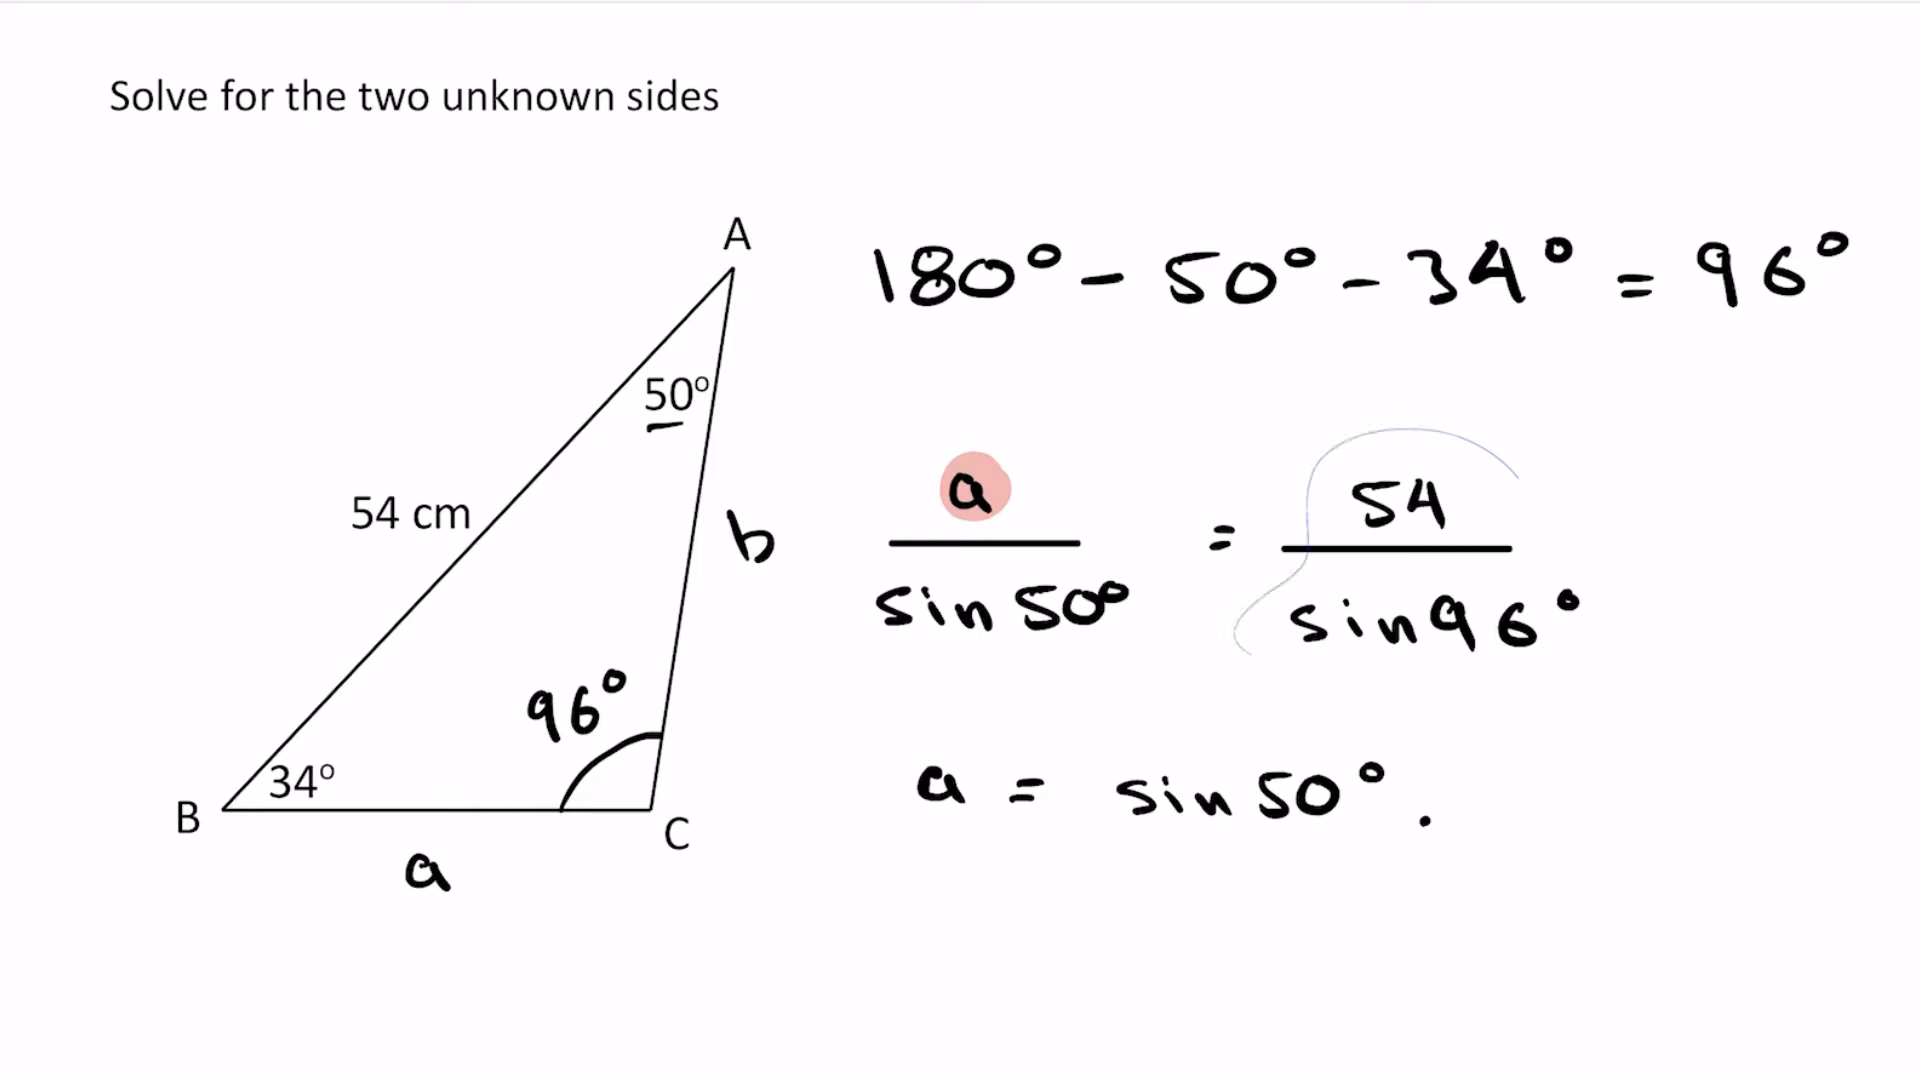 Solve for the two unknown sides
A
180° - 50° - 34° = 96°
50°
54 cm
b
a / sin 50° = 54 / sin 96°
96°
34°
B
C
a
a = sin 50° .